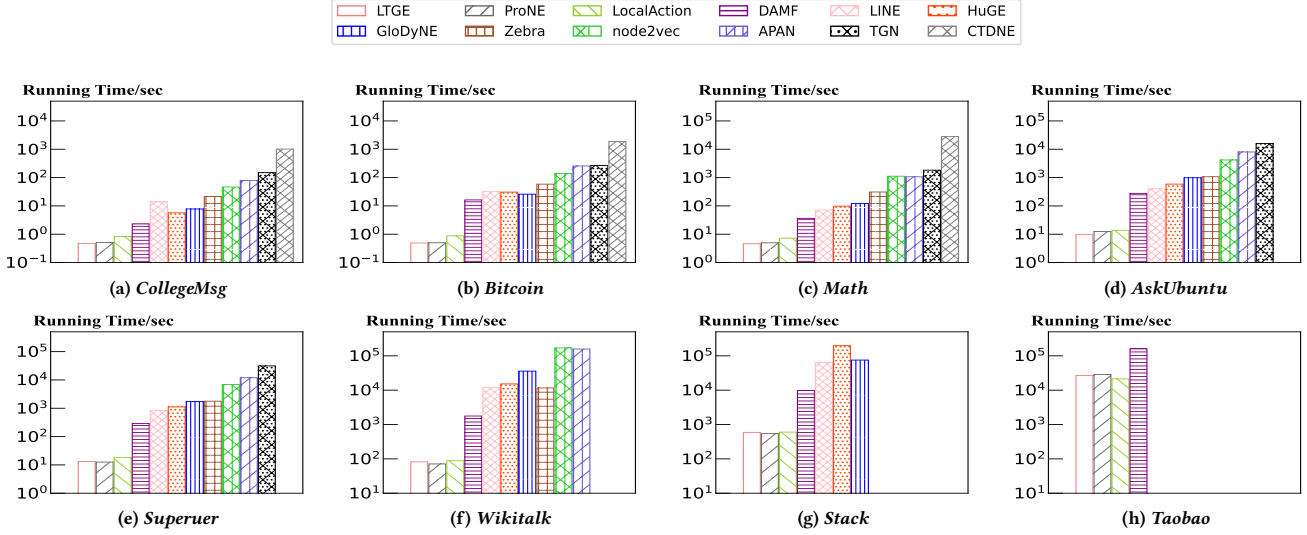 LTGE ProNE LocalAction DAMF LINE HuGE
GloDyNE Zebra node2vec APAN TGN CTDNE
Running Time/sec Running Time/sec Running Time/sec Running Time/sec
10^4 10^4 10^5 10^5
10^3 10^3 10^4 10^4
10^2 10^2 10^3 10^3
10^1 10^1 10^2 10^2
10^0 10^0 10^1 10^1
10^−1 10^−1 10^0 10^0
(a) CollegeMsg (b) Bitcoin (c) Math (d) AskUbuntu
Running Time/sec Running Time/sec Running Time/sec Running Time/sec
10^5 10^5 10^5 10^5
10^4 10^4 10^4 10^4
10^3 10^3 10^3 10^3
10^2 10^2 10^2 10^2
10^1 10^1 10^1 10^1
10^0
(e) Superuer (f) Wikitalk (g) Stack (h) Taobao